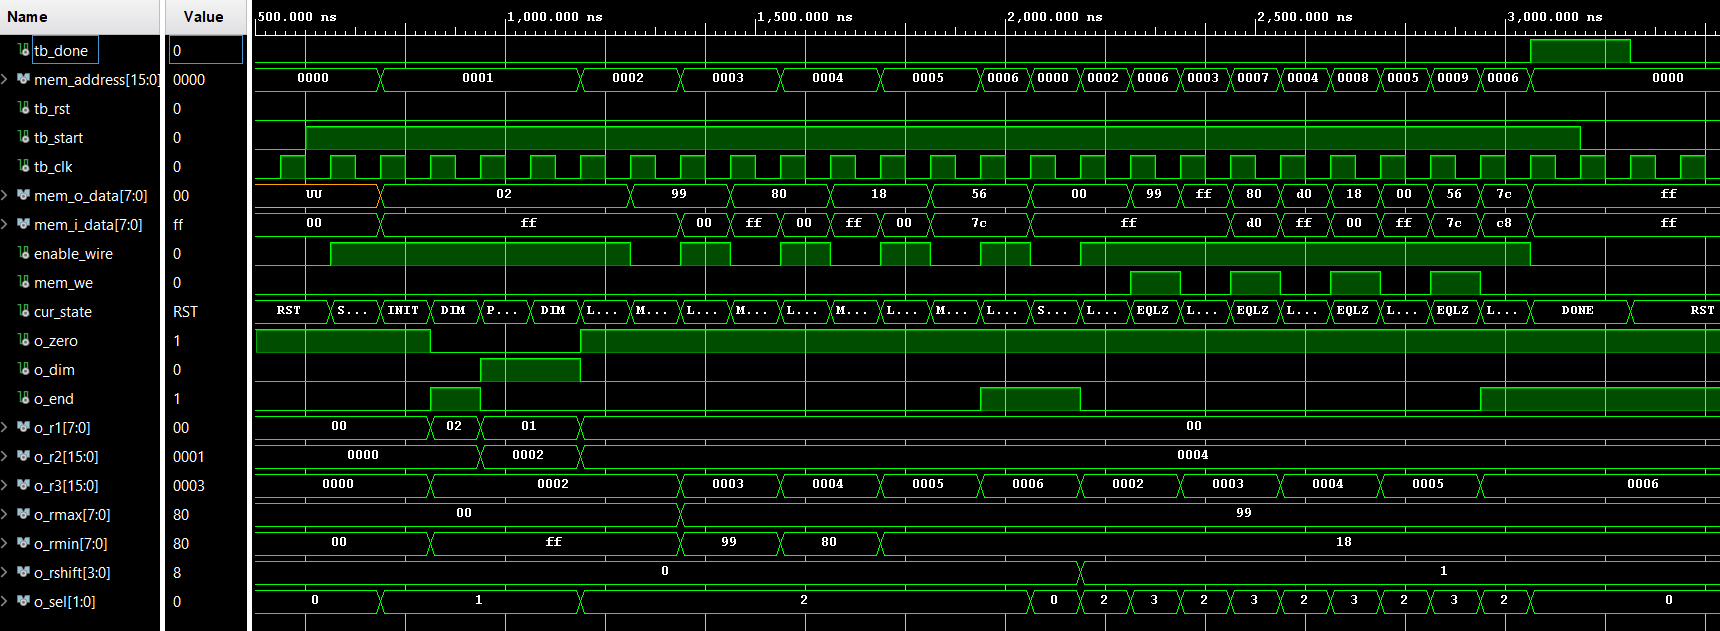 Name Value 500.000 ns 1,000.000 ns 1,500.000 ns 2,000.000 ns 2,500.000 ns 3,000.000 ns
tb_done 0
mem_address[15:0] 0000 0000 0001 0002 0003 0004 0005 0006 0000 0002 0006 0003 0007 0004 0008 0005 0009 0006 0000
tb_rst 0
tb_start 0
tb_clk 0
mem_o_data[7:0] 00 UU 02 99 80 18 56 00 99 ff 80 d0 18 00 56 7c ff
mem_i_data[7:0] ff 00 ff 00 ff 00 ff 00 7c ff d0 ff 00 ff 7c c8 ff
enable_wire 0
mem_we 0
cur_state RST RST S... INIT DIM P... DIM L... M... L... M... L... M... L... M... L... S... L... EQLZ L... EQLZ L... EQLZ L... EQLZ L... DONE RST
o_zero 1
o_dim 0
o_end 1
o_r1[7:0] 00 00 02 01 00
o_r2[15:0] 0001 0000 0002 0004
o_r3[15:0] 0003 0000 0002 0003 0004 0005 0006 0002 0003 0004 0005 0006
o_rmax[7:0] 80 00 99
o_rmin[7:0] 80 00 ff 99 80 18
o_rshift[3:0] 8 0 1
o_sel[1:0] 0 0 1 2 0 2 3 2 3 2 3 2 3 2 0